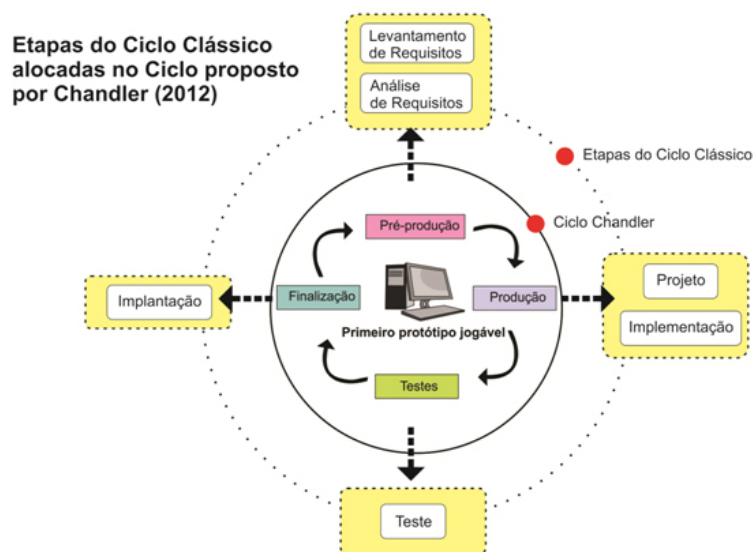 Etapas do Ciclo Clássico
alocadas no Ciclo proposto
por Chandler (2012)
Levantamento
de Requisitos
Análise
de Requisitos
Etapas do Ciclo Clássico
Ciclo Chandler
Pré-produção
Implantação
Finalização
Produção
Projeto
Implementação
Primeiro protótipo jogável
Testes
Teste